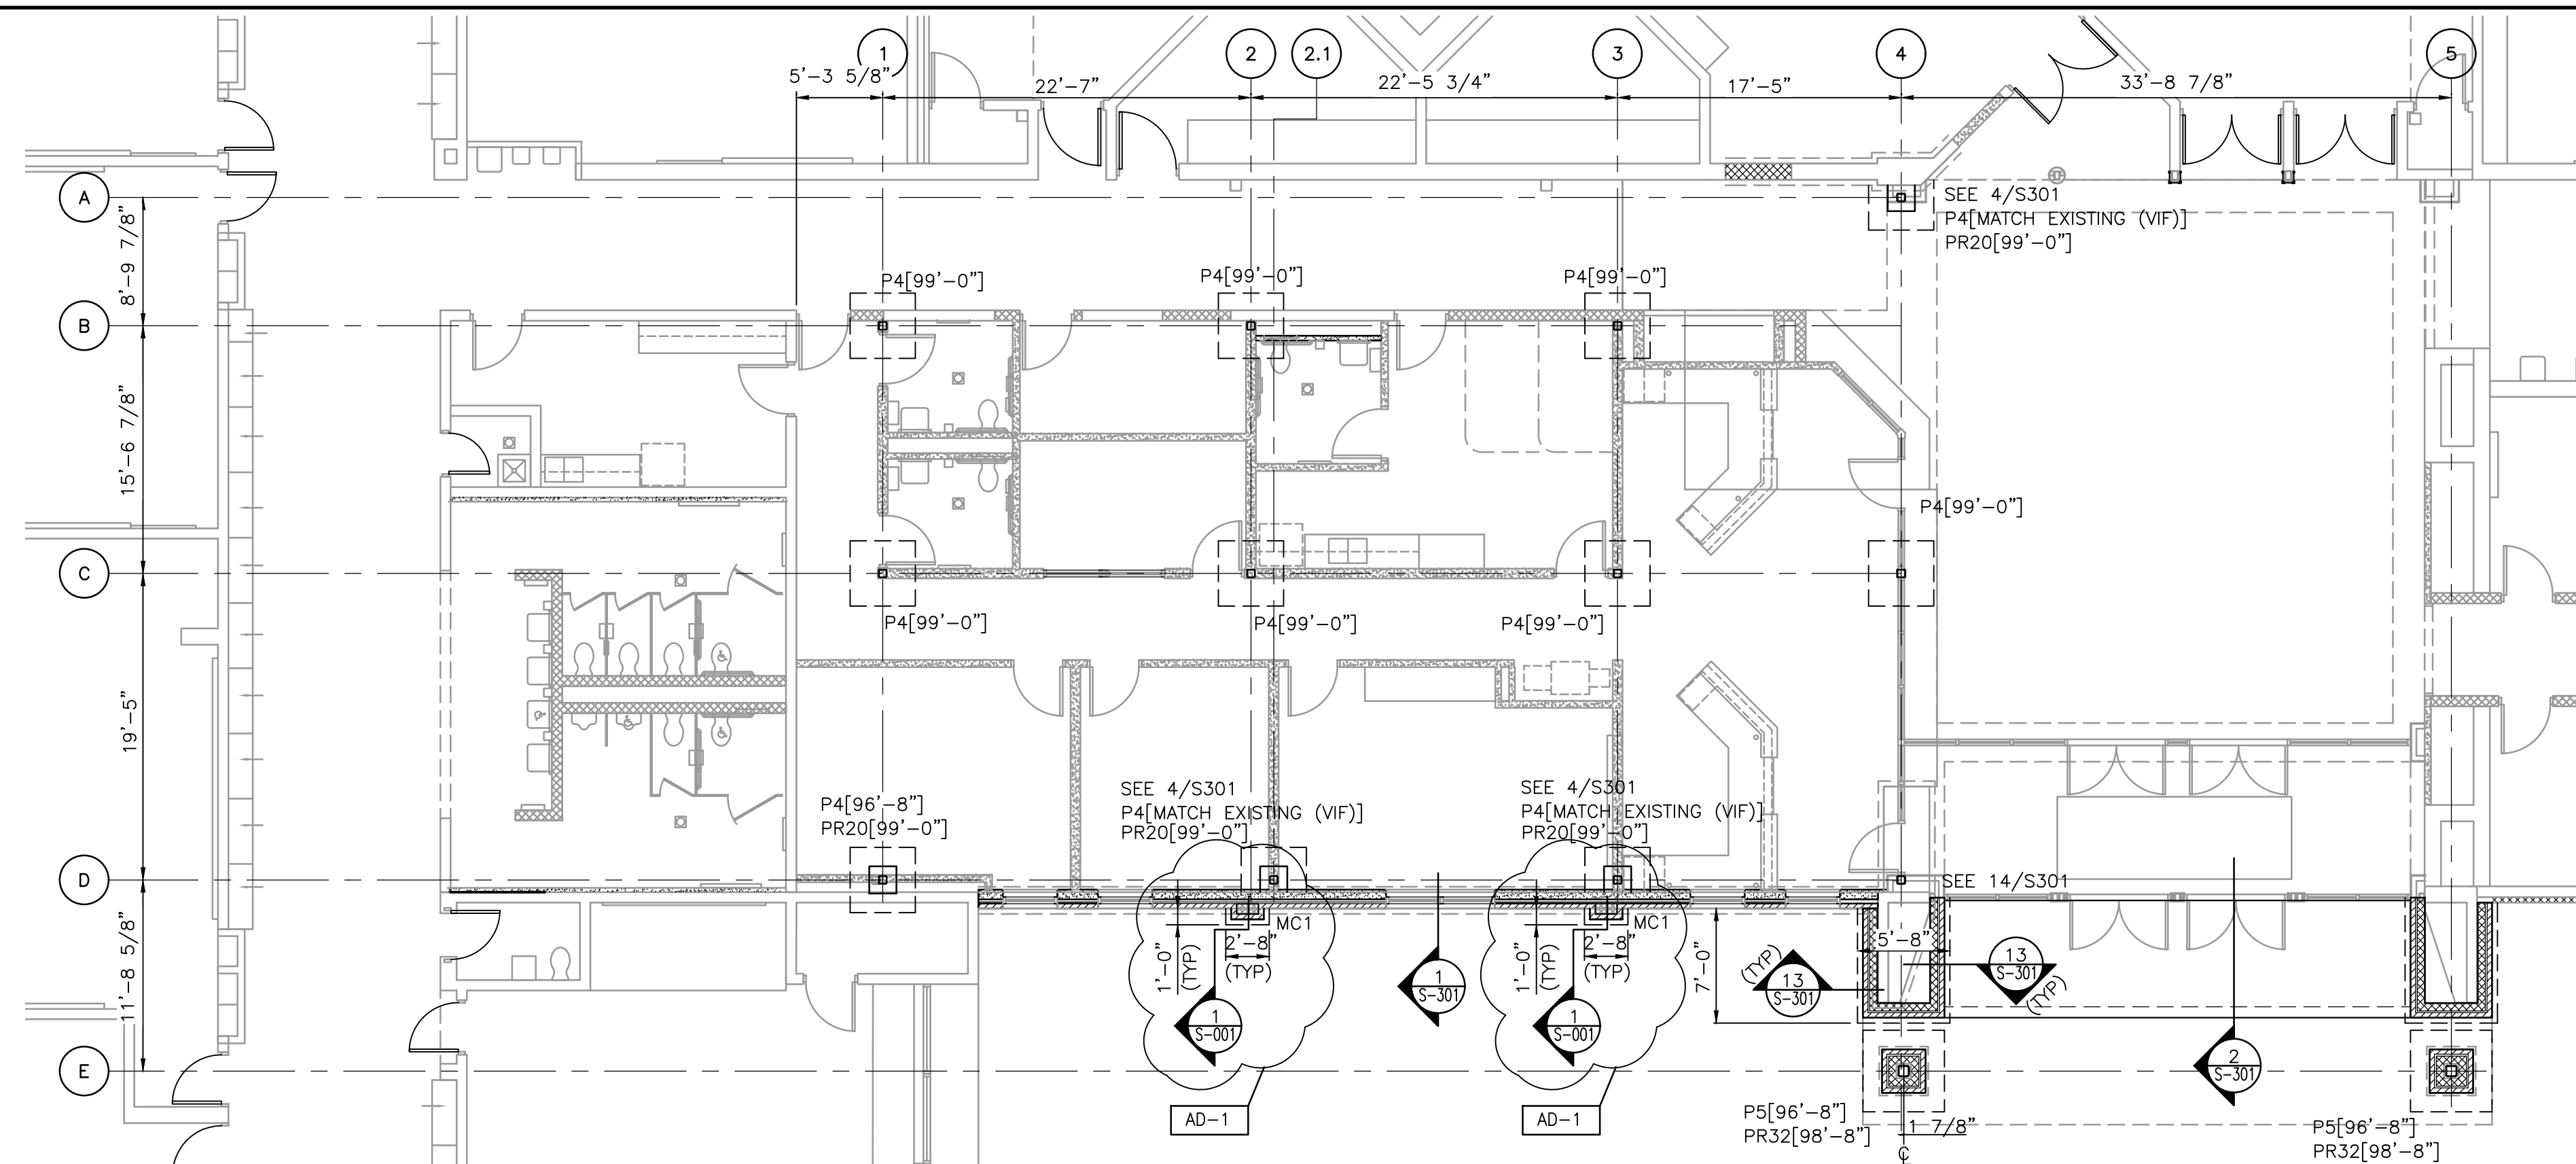 1
2
2.1
3
4
5
5'-3 5/8"
22'-7"
22'-5 3/4"
17'-5"
33'-8 7/8"
A
8'-9 7/8"
SEE 4/S301
P4[MATCH EXISTING (VIF)]
PR20[99'-0"]
P4[99'-0"]
P4[99'-0"]
P4[99'-0"]
B
15'-6 7/8"
P4[99'-0"]
C
P4[99'-0"]
P4[99'-0"]
P4[99'-0"]
19'-5"
P4[96'-8"]
PR20[99'-0"]
SEE 4/S301
P4[MATCH EXISTING (VIF)]
PR20[99'-0"]
SEE 4/S301
P4[MATCH EXISTING (VIF)]
PR20[99'-0"]
D
SEE 14/S301
11'-8 5/8"
MC1
2'-8"
(TYP)
1'-0"
(TYP)
1
S-001
1
S-301
MC1
2'-8"
(TYP)
1'-0"
(TYP)
1
S-001
7'-0"
5'-8"
(TYP)
13
S-301
13
S-301
(TYP)
2
S-301
E
AD-1
AD-1
P5[96'-8"]
PR32[98'-8"]
1 7/8"
℄
P5[96'-8"]
PR32[98'-8"]